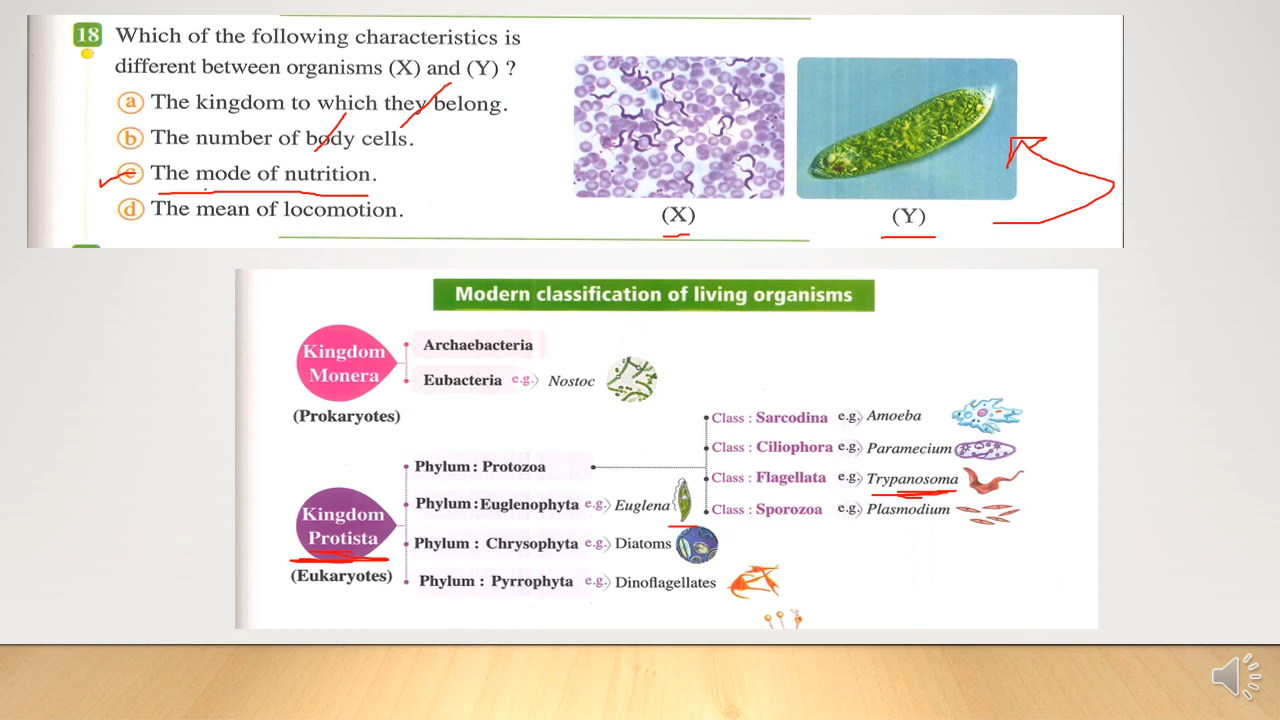 18 Which of the following characteristics is
different between organisms (X) and (Y) ?
a The kingdom to which they belong.
b The number of body cells.
c The mode of nutrition.
d The mean of locomotion.
(X)
(Y)
Modern classification of living organisms
Kingdom
Monera
(Prokaryotes)
Archaebacteria
Eubacteria e.g. Nostoc
Kingdom
Protista
(Eukaryotes)
Phylum : Protozoa
Class : Sarcodina e.g. Amoeba
Class : Ciliophora e.g. Paramecium
Class : Flagellata e.g. Trypanosoma
Class : Sporozoa e.g. Plasmodium
Phylum : Euglenophyta e.g. Euglena
Phylum : Chrysophyta e.g. Diatoms
Phylum : Pyrrophyta e.g. Dinoflagellates